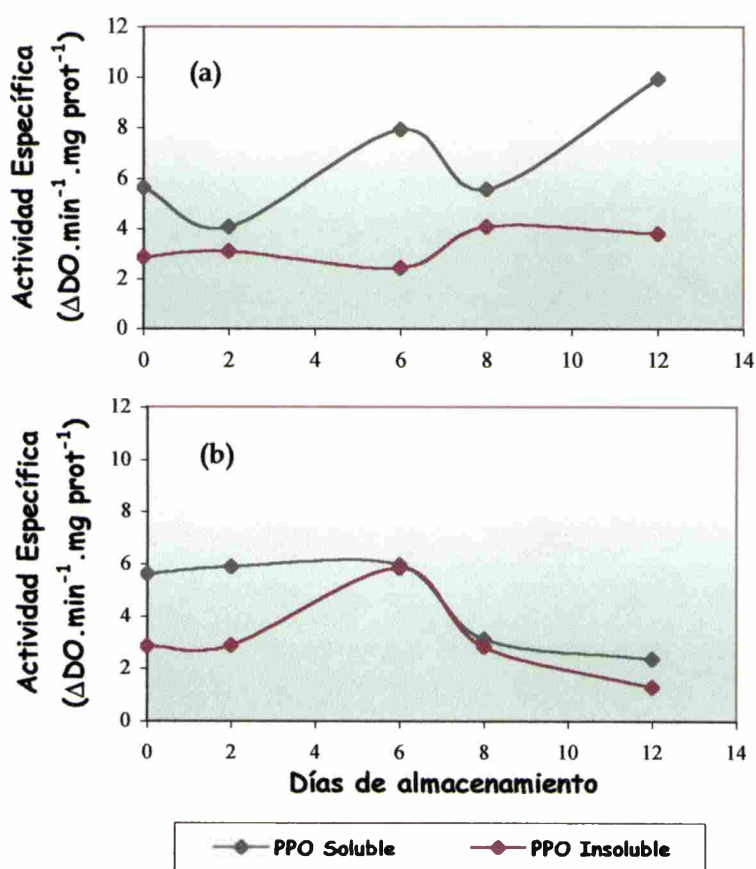 12
10
8
6
4
2
0
(a)
Actividad Específica
(ΔDO.min⁻¹.mg prot⁻¹)
0 2 4 6 8 10 12 14
12
10
8
6
4
2
0
(b)
Actividad Específica
(ΔDO.min⁻¹.mg prot⁻¹)
0 2 4 6 8 10 12 14
Días de almacenamiento
PPO Soluble PPO Insoluble